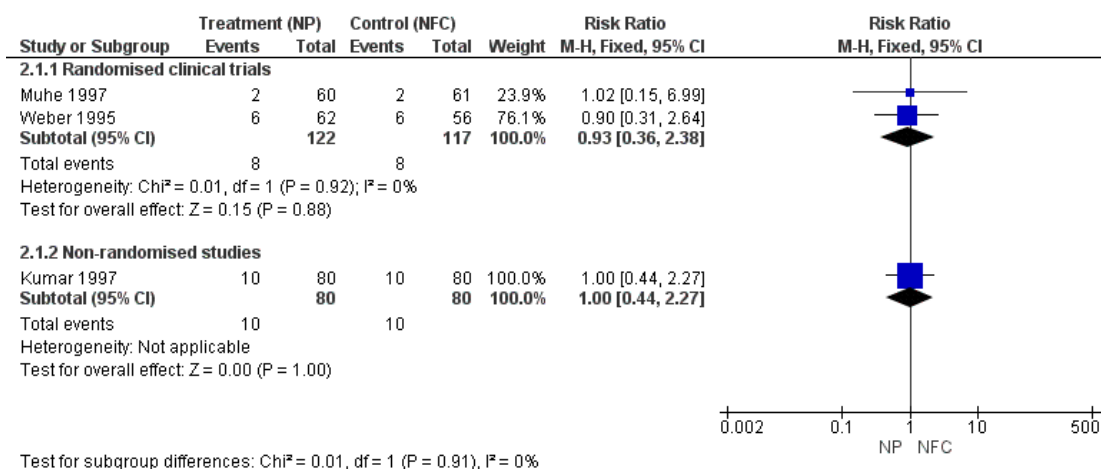 Treatment (NP) Control (NFC) Risk Ratio Risk Ratio
Study or Subgroup Events Total Events Total Weight M-H, Fixed, 95% CI M-H, Fixed, 95% CI
2.1.1 Randomised clinical trials
Muhe 1997 2 60 2 61 23.9% 1.02 [0.15, 6.99]
Weber 1995 6 62 6 56 76.1% 0.90 [0.31, 2.64]
Subtotal (95% CI) 122 117 100.0% 0.93 [0.36, 2.38]
Total events 8 8
Heterogeneity: Chi² = 0.01, df = 1 (P = 0.92); I² = 0%
Test for overall effect: Z = 0.15 (P = 0.88)
2.1.2 Non-randomised studies
Kumar 1997 10 80 10 80 100.0% 1.00 [0.44, 2.27]
Subtotal (95% CI) 80 80 100.0% 1.00 [0.44, 2.27]
Total events 10 10
Heterogeneity: Not applicable
Test for overall effect: Z = 0.00 (P = 1.00)
0.002 0.1 1 10 500
NP NFC
Test for subgroup differences: Chi² = 0.01, df = 1 (P = 0.91), I² = 0%